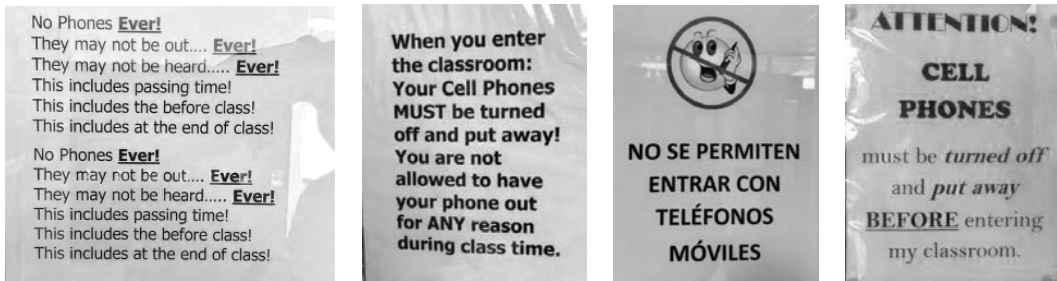 No Phones Ever!
They may not be out.... Ever!
They may not be heard..... Ever!
This includes passing time!
This includes the before class!
This includes at the end of class!
No Phones Ever!
They may not be out.... Ever!
They may not be heard..... Ever!
This includes passing time!
This includes the before class!
This includes at the end of class!
When you enter
the classroom:
Your Cell Phones
MUST be turned
off and put away!
You are not
allowed to have
your phone out
for ANY reason
during class time.
NO SE PERMITEN
ENTRAR CON
TELÉFONOS
MÓVILES
ATTENTION!
CELL
PHONES
must be turned off
and put away
BEFORE entering
my classroom.